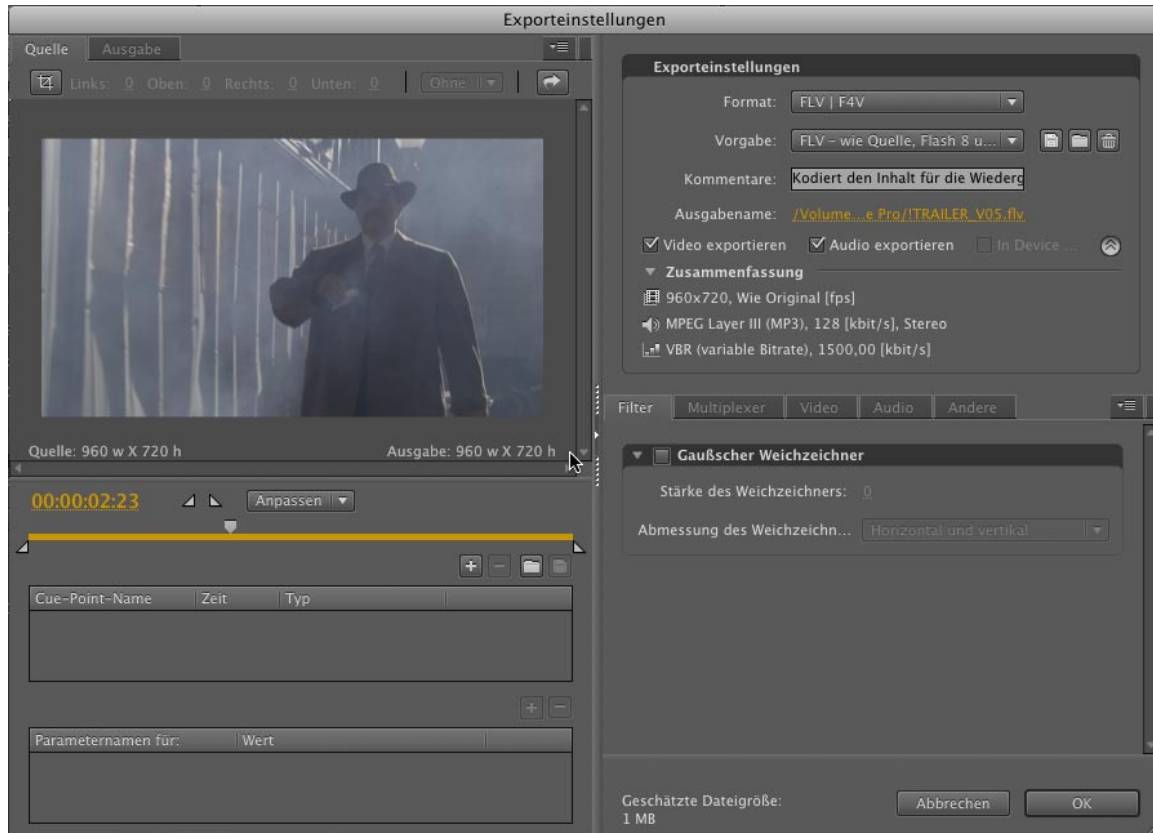 Exporteinstellungen
Quelle Ausgabe
Links: 0 Oben: 0 Rechts: 0 Unten: 0 Ohne
Quelle: 960 w X 720 h Ausgabe: 960 w X 720 h
00:00:02:23 Anpassen
Cue-Point-Name Zeit Typ
Parameternamen für: Wert
Exporteinstellungen
Format: FLV | F4V
Vorgabe: FLV – wie Quelle, Flash 8 u...
Kommentare: Kodiert den Inhalt für die Wiederg
Ausgabename: /Volume...e Pro/!TRAILER_V05.flv
Video exportieren Audio exportieren In Device ...
Zusammenfassung
960x720, Wie Original [fps]
MPEG Layer III (MP3), 128 [kbit/s], Stereo
VBR (variable Bitrate), 1500,00 [kbit/s]
Filter Multiplexer Video Audio Andere
Gaußscher Weichzeichner
Stärke des Weichzeichners: 0
Abmessung des Weichzeichn... Horizontal und vertikal
Geschätzte Dateigröße:
1 MB
Abbrechen OK